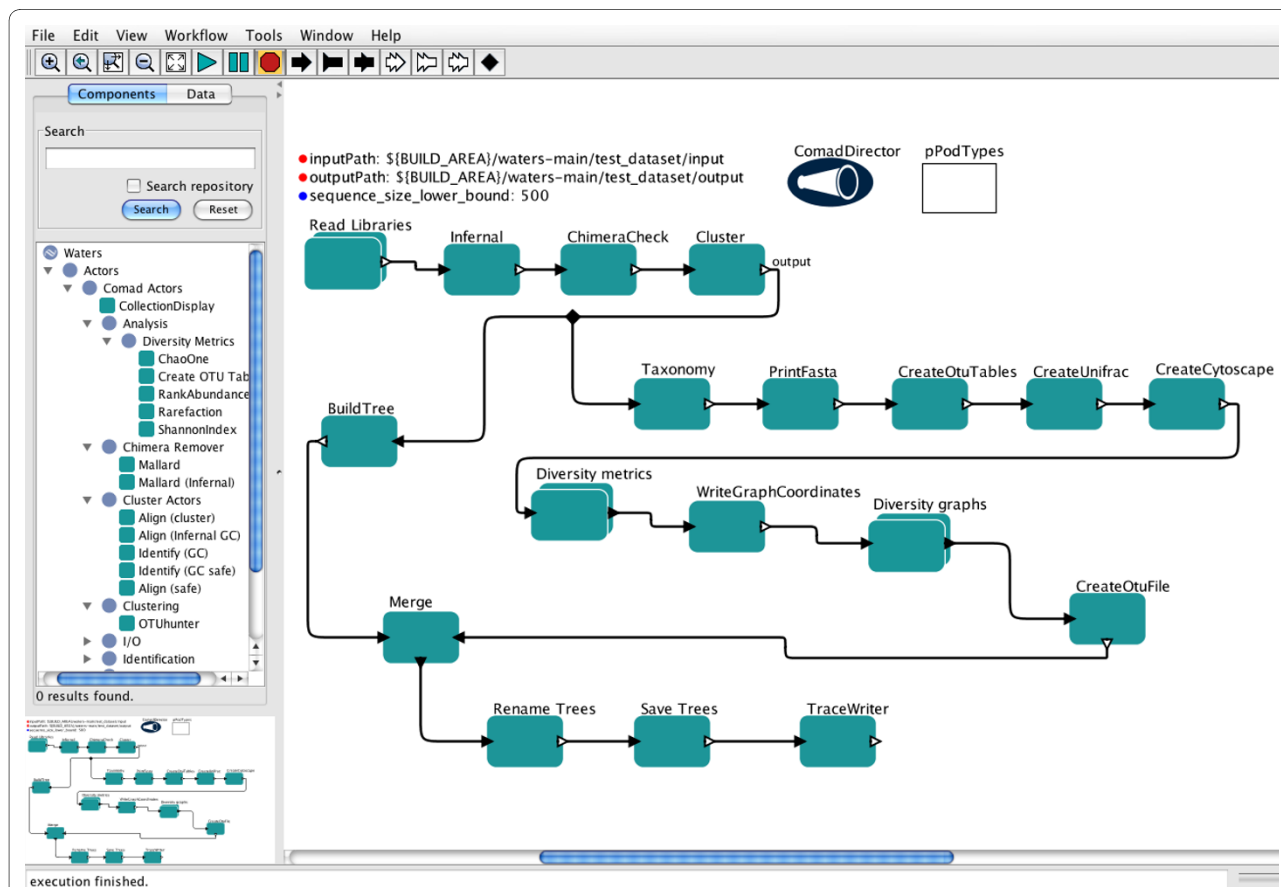 File Edit View Workflow Tools Window Help
Components Data
Search
Search repository
Search Reset
Waters
Actors
Comad Actors
CollectionDisplay
Analysis
Diversity Metrics
ChaoOne
Create OTU Tab
RankAbundance
Rarefaction
ShannonIndex
Chimera Remover
Mallard
Mallard (Infernal)
Cluster Actors
Align (cluster)
Align (Infernal GC)
Identify (GC)
Identify (GC safe)
Align (safe)
Clustering
OTUhunter
I/O
Identification
0 results found.
inputPath: ${BUILD_AREA}/waters-main/test_dataset/input
outputPath: ${BUILD_AREA}/waters-main/test_dataset/output
sequence_size_lower_bound: 500
ComadDirector pPodTypes
Read Libraries Infernal ChimeraCheck Cluster
output
Taxonomy PrintFasta CreateOtuTables CreateUnifrac CreateCytoscape
BuildTree
Diversity metrics WriteGraphCoordinates Diversity graphs
CreateOtuFile
Merge
Rename Trees Save Trees TraceWriter
execution finished.